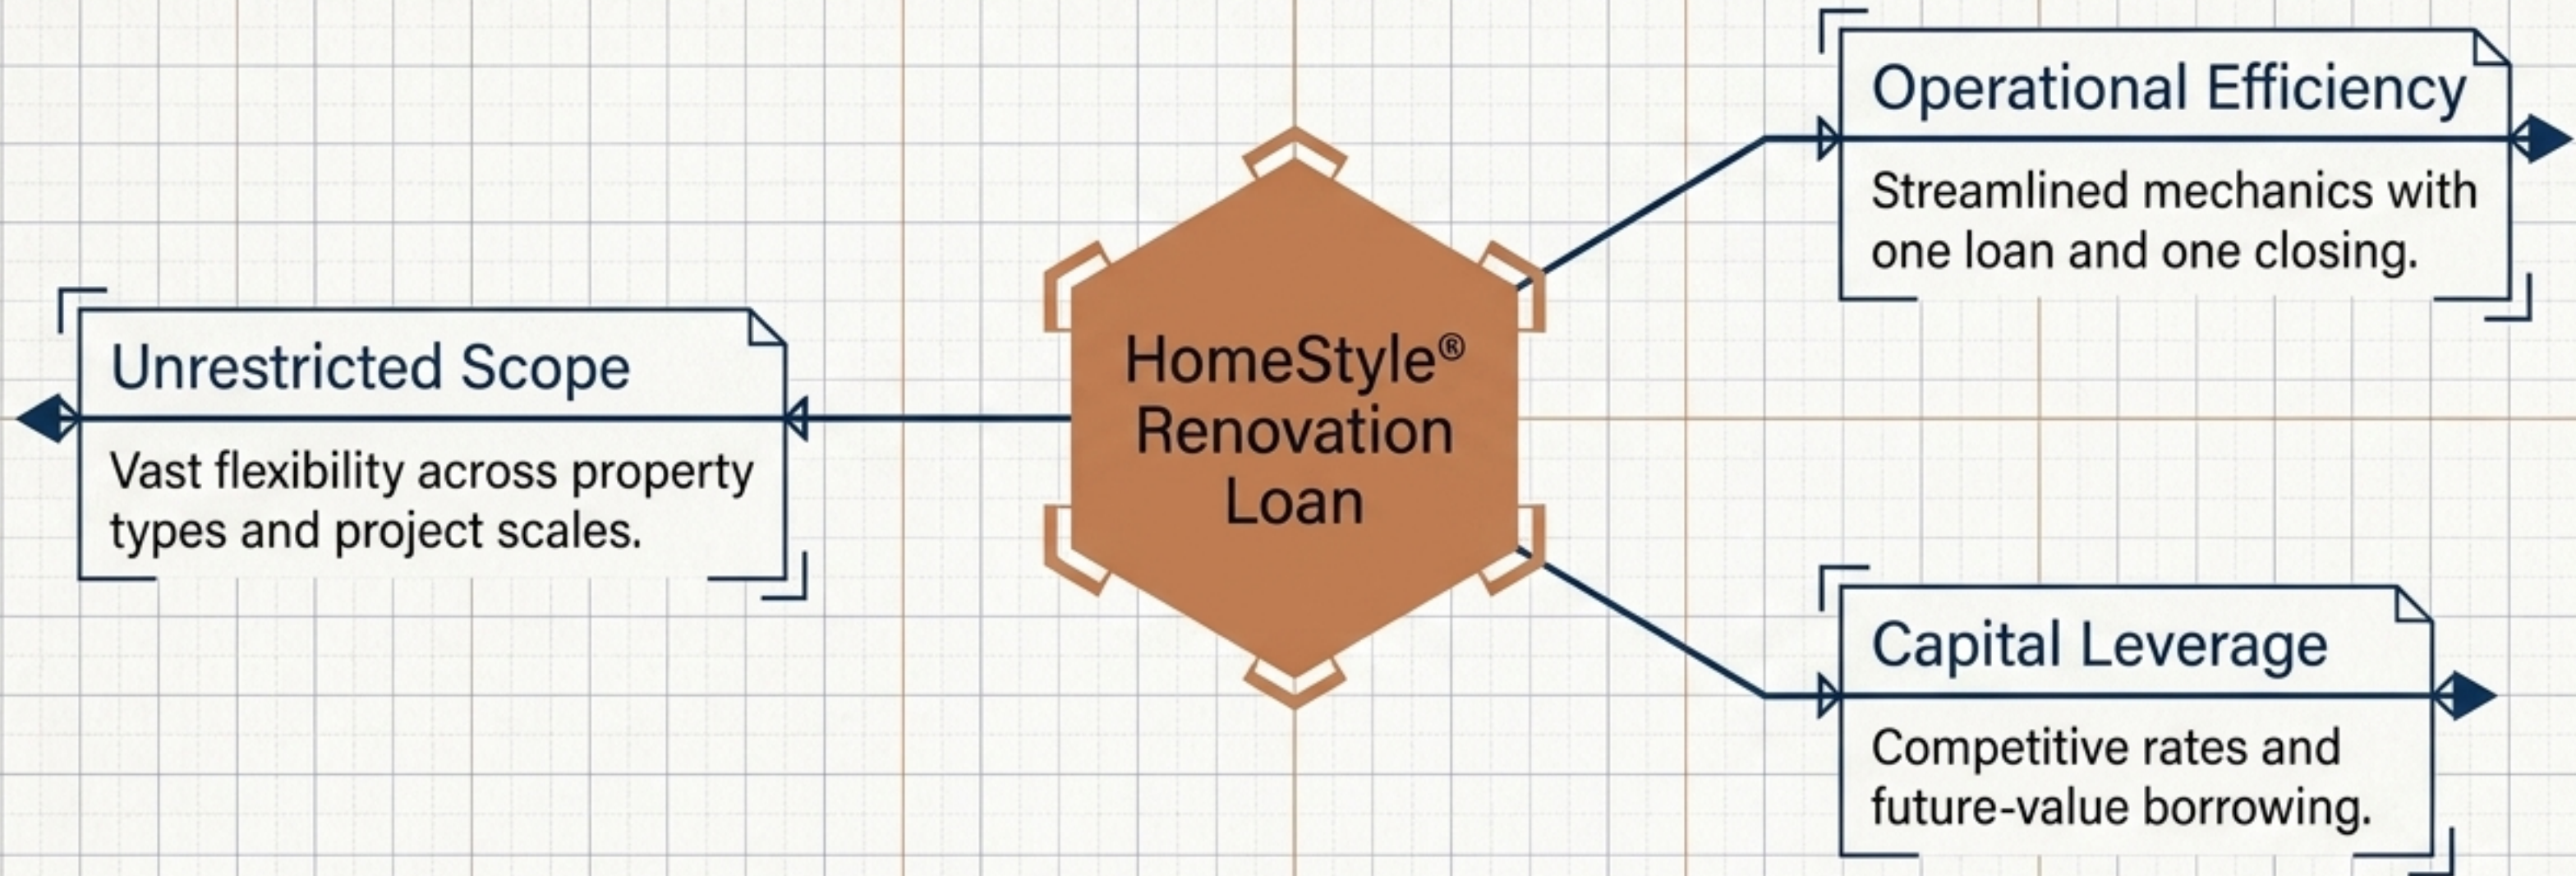 Unrestricted Scope
Vast flexibility across property
types and project scales.
HomeStyle®
Renovation
Loan
Operational Efficiency
Streamlined mechanics with
one loan and one closing.
Capital Leverage
Competitive rates and
future-value borrowing.